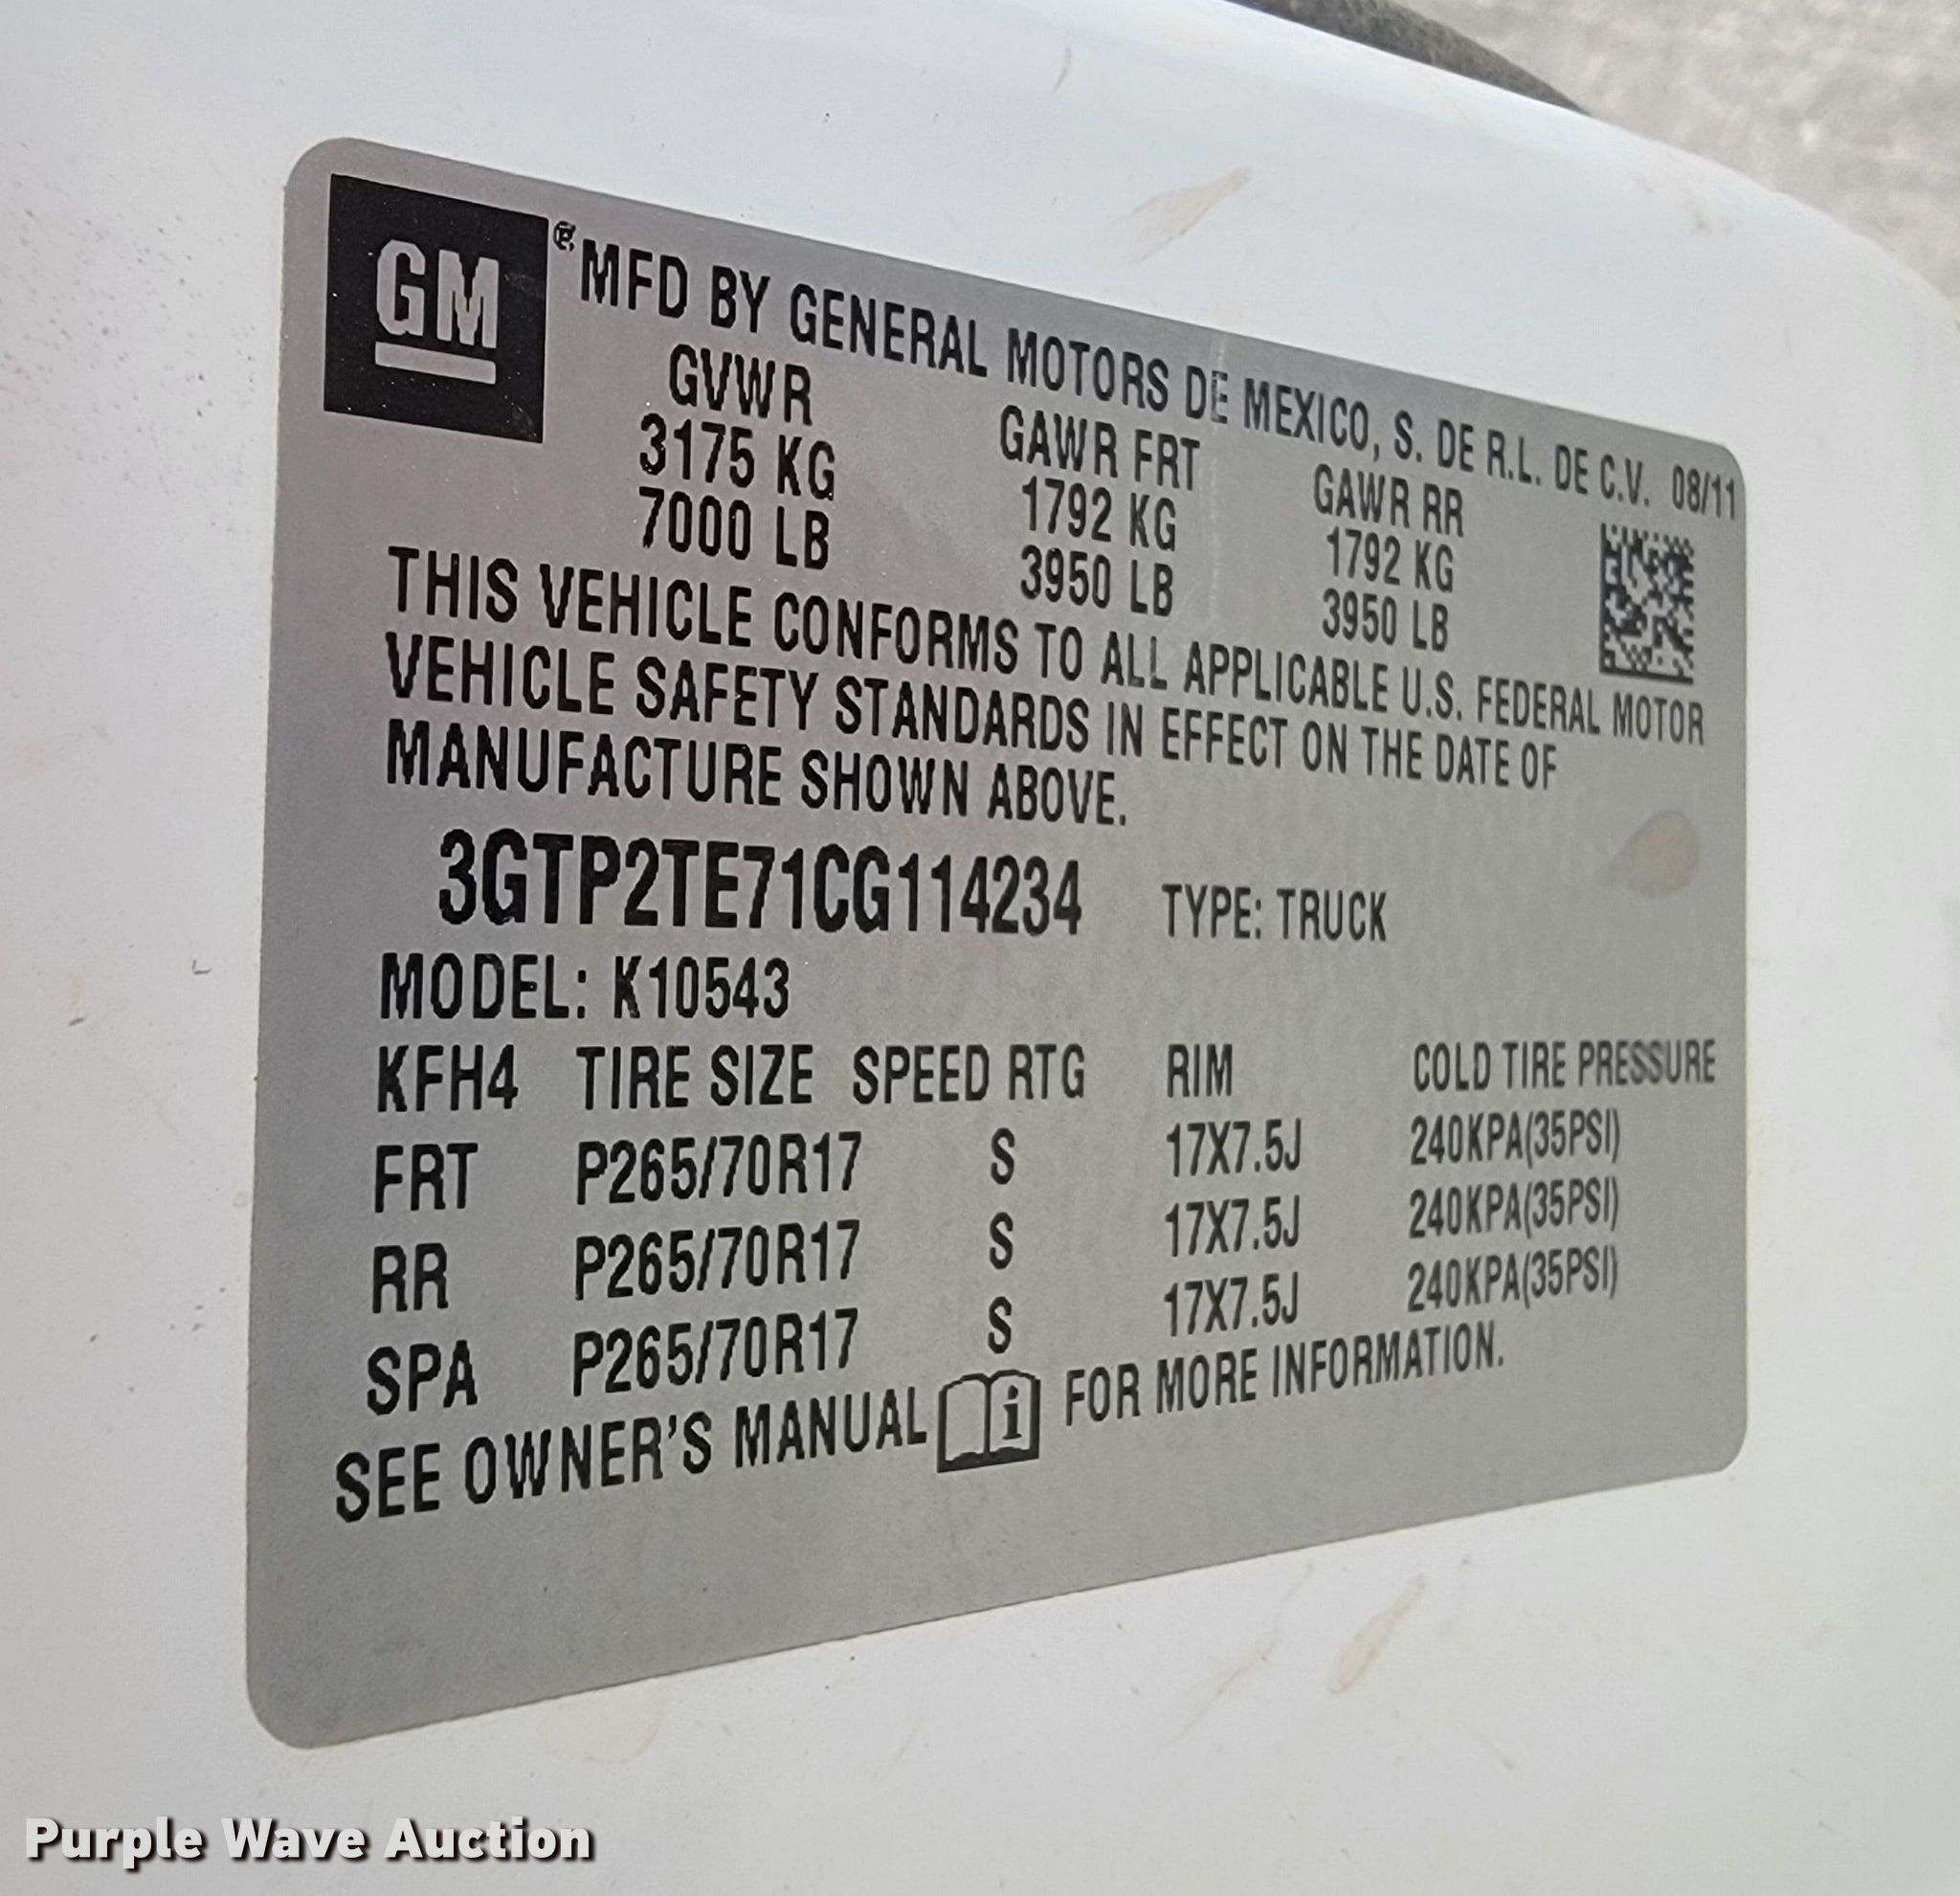 GM ® MFD BY GENERAL MOTORS DE MEXICO, S. DE R.L. DE C.V. 08/11
GVWR GAWR FRT GAWR RR
3175 KG 1792 KG 1792 KG
7000 LB 3950 LB 3950 LB
THIS VEHICLE CONFORMS TO ALL APPLICABLE U.S. FEDERAL MOTOR
VEHICLE SAFETY STANDARDS IN EFFECT ON THE DATE OF
MANUFACTURE SHOWN ABOVE.
3GTP2TE71CG114234 TYPE: TRUCK
MODEL: K10543
KFH4 TIRE SIZE SPEED RTG RIM COLD TIRE PRESSURE
FRT P265/70R17 S 17X7.5J 240KPA(35PSI)
RR P265/70R17 S 17X7.5J 240KPA(35PSI)
SPA P265/70R17 S 17X7.5J 240KPA(35PSI)
SEE OWNER'S MANUAL i FOR MORE INFORMATION.
Purple Wave Auction